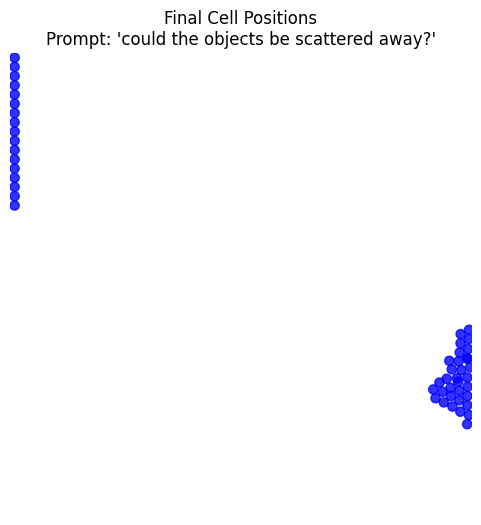 Final Cell Positions
Prompt: 'could the objects be scattered away?'